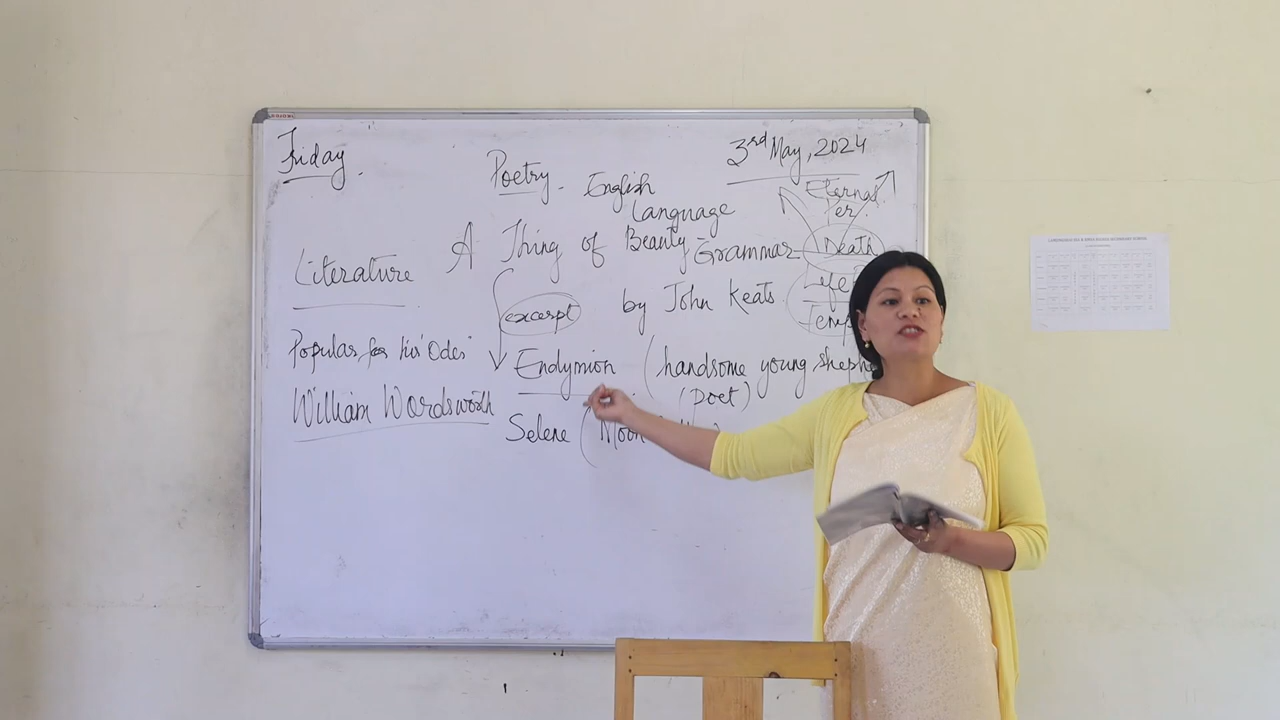 Friday.
3rd May, 2024
Poetry. English
Language
Eternal
A Thing of Beauty
Grammar
Death
Literature
Life
excerpt
by John Keats.
Popular for his "Odes"
Endymion (handsome young
(poet)
William Wordsworth
Selene (Moon